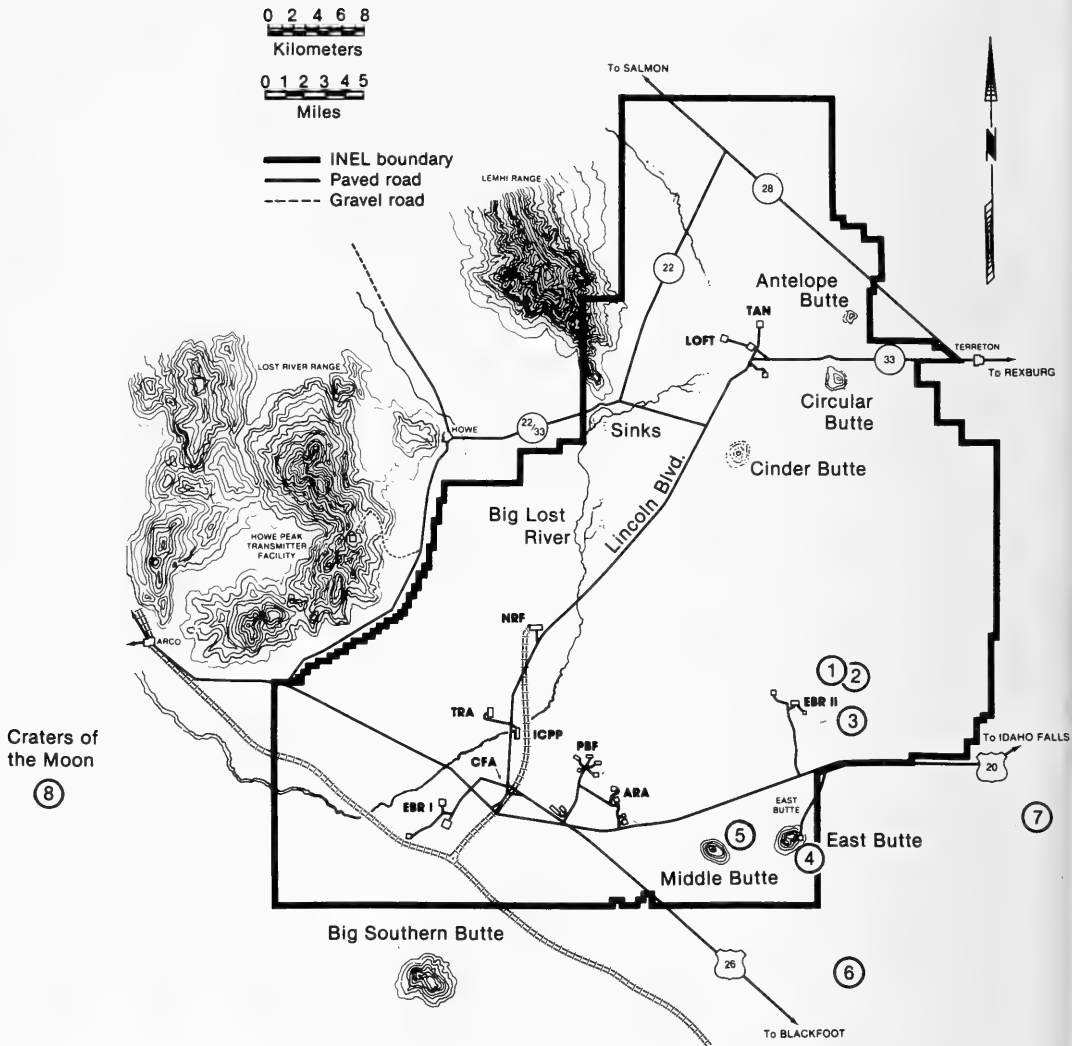 0 2 4 6 8
Kilometers
0 1 2 3 4 5
Miles
INEL boundary
Paved road
Gravel road
To SALMON
N
LEMHI RANGE
28
22
Antelope
Butte
TAN
LOFT
TERRETON
33
To REXBURG
LOST RIVER RANGE
Circular
Butte
HOWE
22/33
Sinks
Cinder Butte
Lincoln Blvd.
Big Lost
River
HOWE PEAK
TRANSMITTER
FACILITY
NRF
ARCO
1
2
EBR II
3
TRA
ICPP
Craters of
the Moon
8
PBF
CFA
To IDAHO FALLS
20
EBR I
ARA
EAST
BUTTE
7
5
East Butte
4
Middle Butte
Big Southern Butte
26
6
To BLACKFOOT